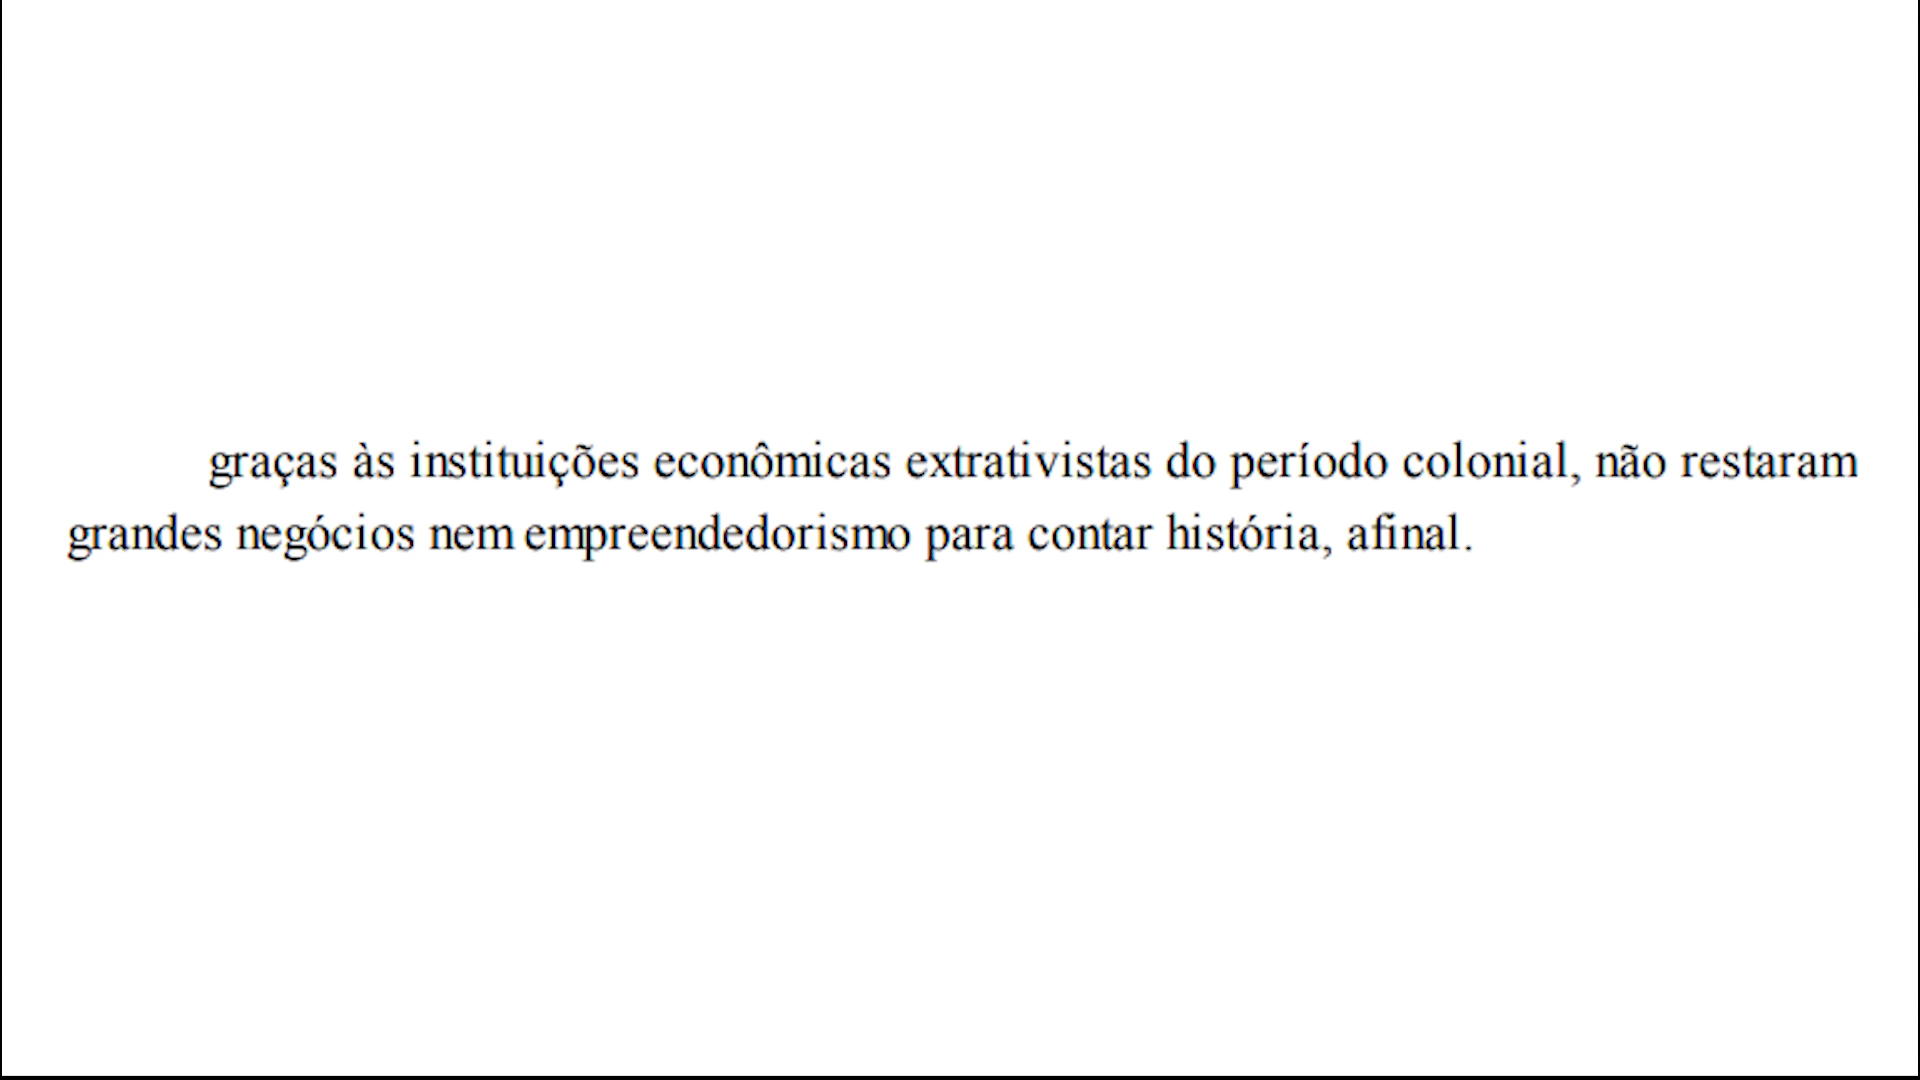 graças às instituições econômicas extrativistas do período colonial, não restaram
grandes negócios nem empreendedorismo para contar história, afinal.